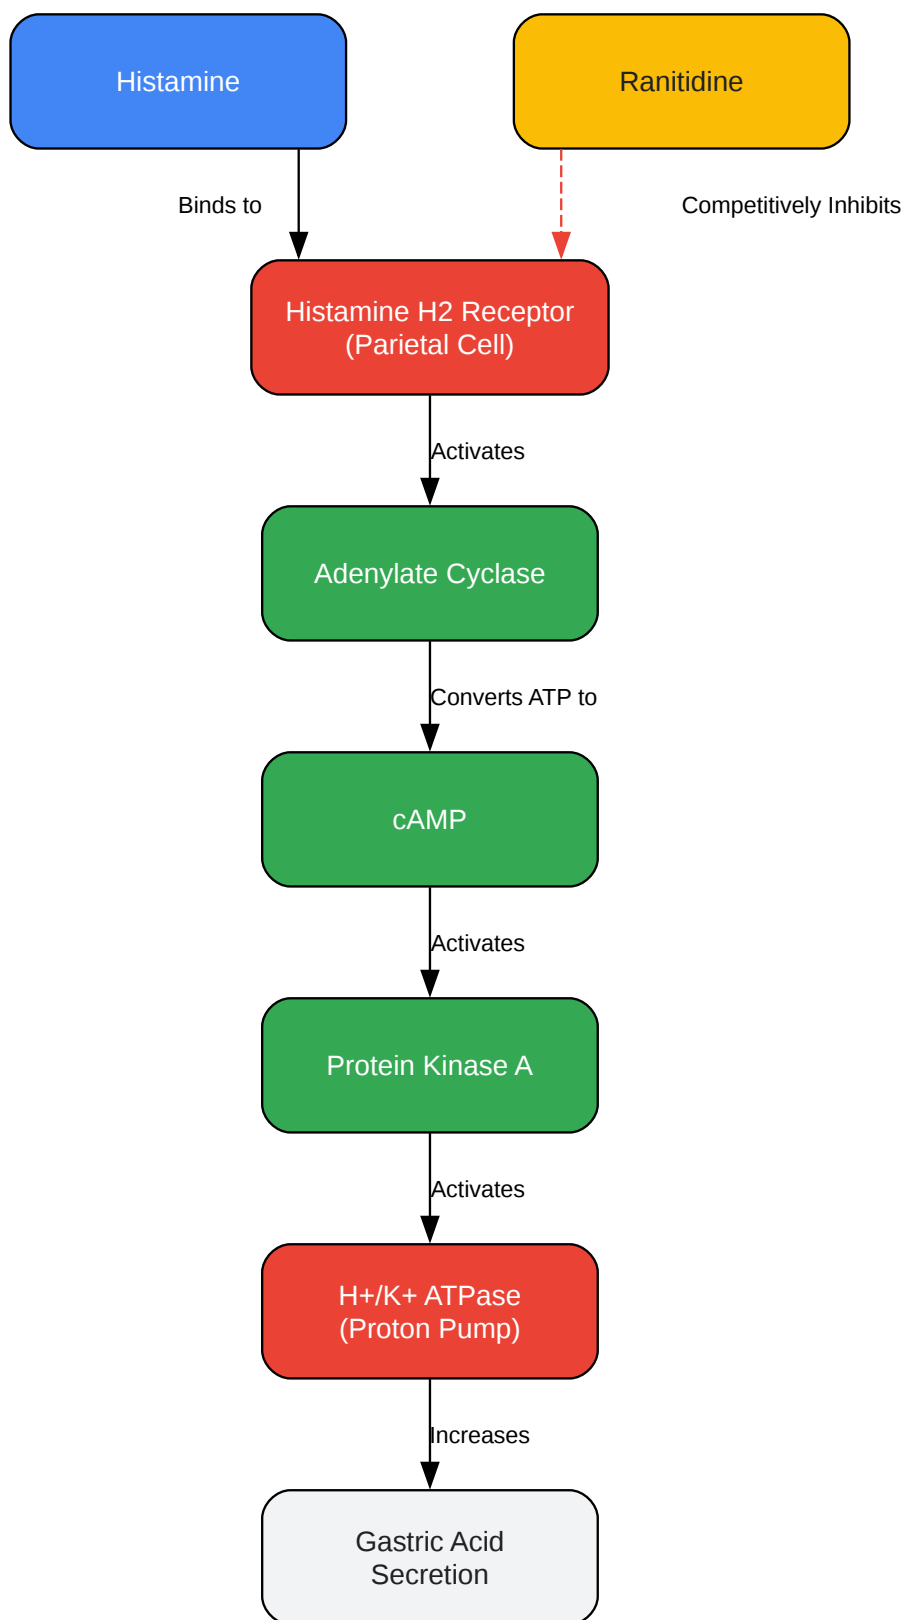 Histamine
Ranitidine
Binds to
Competitively Inhibits
Histamine H2 Receptor
(Parietal Cell)
Activates
Adenylate Cyclase
Converts ATP to
cAMP
Activates
Protein Kinase A
Activates
H+/K+ ATPase
(Proton Pump)
Increases
Gastric Acid
Secretion